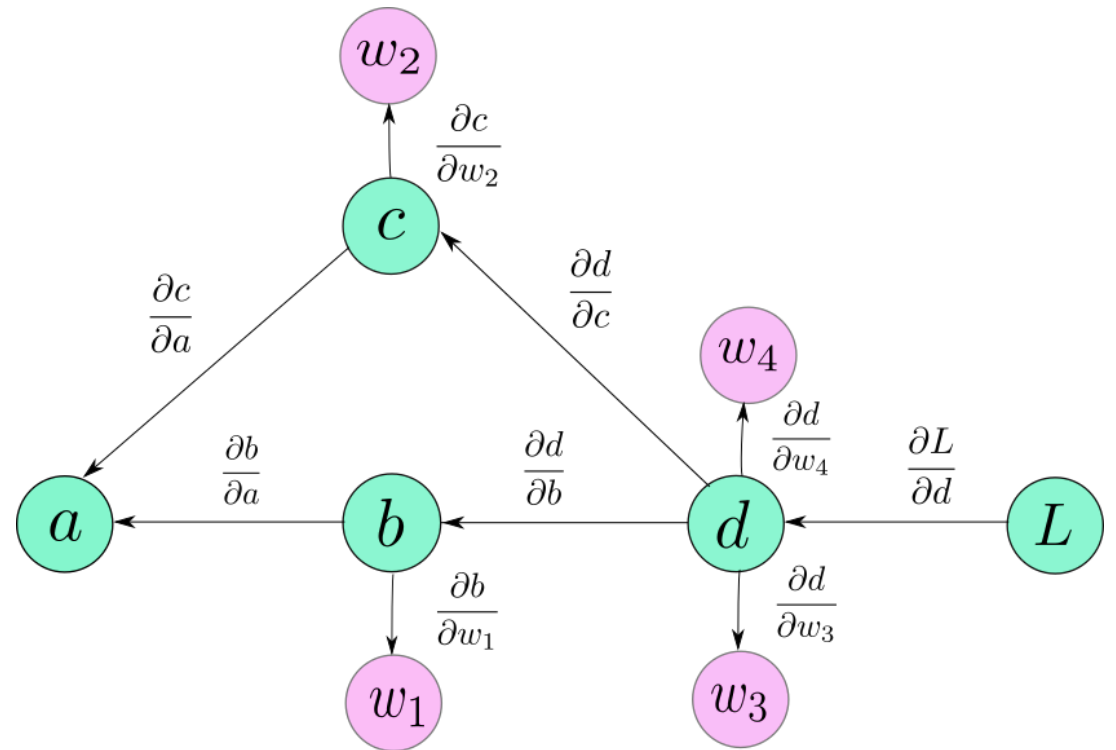 w₂
∂c/∂w₂
c
∂c/∂a
∂d/∂c
w₄
∂d/∂w₄
∂b/∂a
∂d/∂b
∂L/∂d
a
b
d
L
∂b/∂w₁
∂d/∂w₃
w₁
w₃